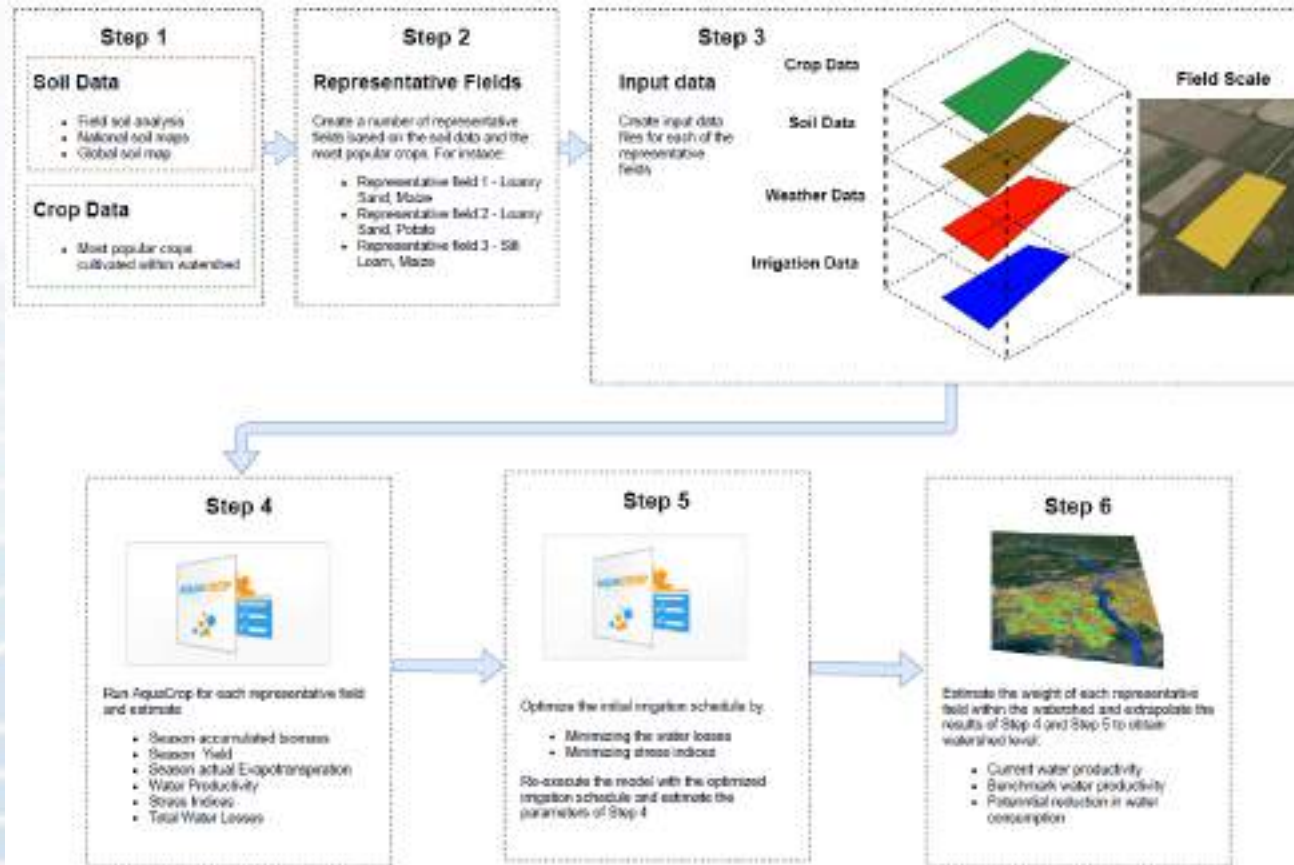 Step 1
Soil Data
• Field soil analysis
• National soil maps
• Global soil map
Crop Data
• Most popular crops
cultivated within watershed
Step 2
Representative Fields
Create a number of representative
fields based on the soil data and the
most popular crops. For instace:
• Representative field 1 - Loamy
Sand, Maize
• Representative field 2 - Loamy
Sand, Potato
• Representative field 3 - Silt
Loam, Maize
Step 3
Input data
Create input data
files for each of the
representative
fields
Crop Data
Soil Data
Weather Data
Irrigation Data
Field Scale
Step 4
AQUACROP
Run AquaCrop for each representative field
and estimate
• Season accumulated biomass
• Season Yield
• Season actual Evapotranspiration
• Water Productivity
• Stress Indices
• Total Water Losses
Step 5
AQUACROP
Optimize the initial irrigation schedule by
• Minimizing the water losses
• Minimizing stress indices
Re-execute the model with the optimized
irrigation schedule and estimate the
parameters of Step 4
Step 6
Estimate the weight of each representative
field within the watershed and extrapolate the
results of Step 4 and Step 5 to obtain
watershed level:
• Current water productivity
• Benchmark water productivity
• Potenntial reduction in water
consumption